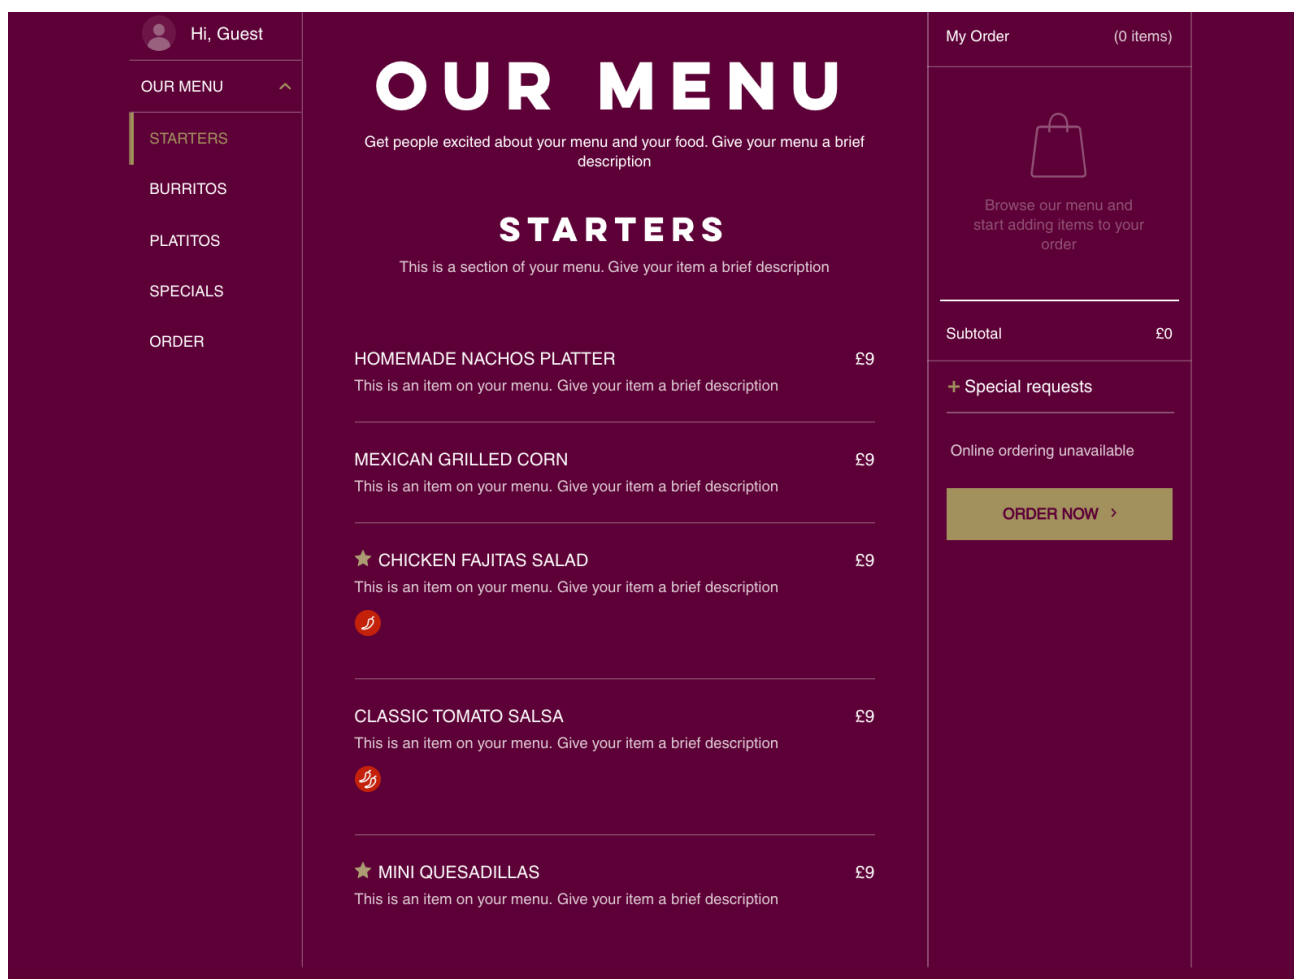 Hi, Guest
OUR MENU
STARTERS
BURRITOS
PLATITOS
SPECIALS
ORDER
OUR MENU
Get people excited about your menu and your food. Give your menu a brief
description
STARTERS
This is a section of your menu. Give your item a brief description
HOMEMADE NACHOS PLATTER £9
This is an item on your menu. Give your item a brief description
MEXICAN GRILLED CORN £9
This is an item on your menu. Give your item a brief description
CHICKEN FAJITAS SALAD £9
This is an item on your menu. Give your item a brief description
CLASSIC TOMATO SALSA £9
This is an item on your menu. Give your item a brief description
MINI QUESADILLAS £9
This is an item on your menu. Give your item a brief description
My Order (0 items)
Browse our menu and
start adding items to your
order
Subtotal £0
+ Special requests
Online ordering unavailable
ORDER NOW >